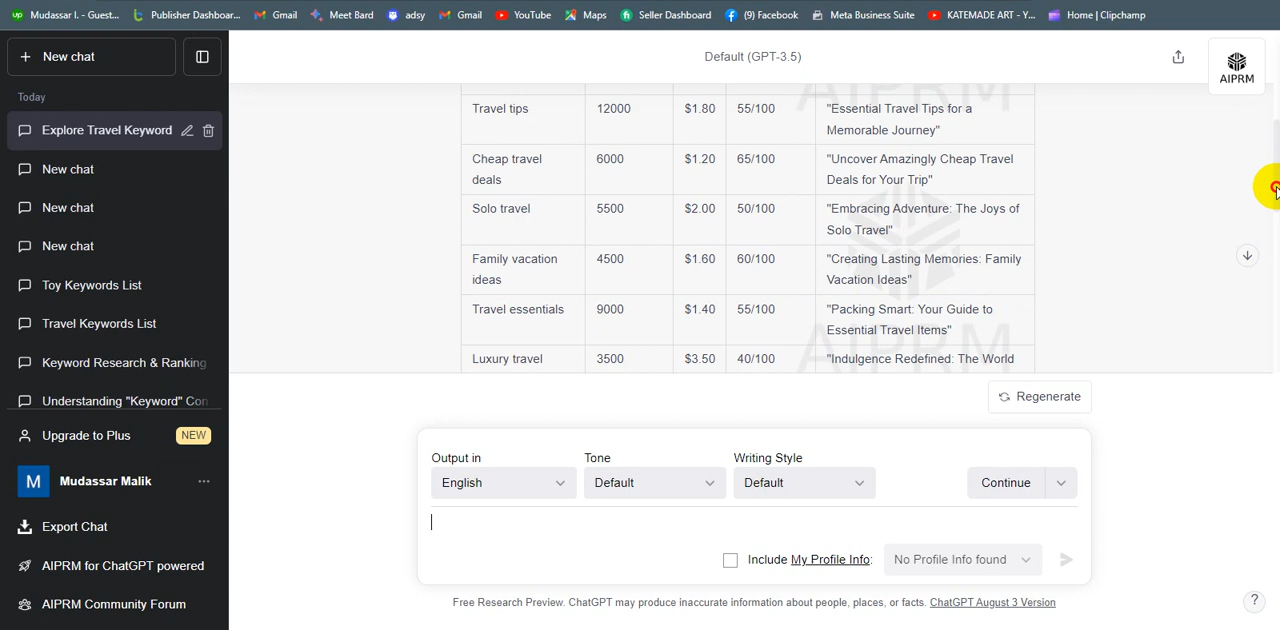 Mudassar I. - Guest...
Publisher Dashboar...
Gmail
Meet Bard
adsy
Gmail
YouTube
Maps
Seller Dashboard
(9) Facebook
Meta Business Suite
KATEMADE ART - Y...
Home | Clipchamp
New chat
Default (GPT-3.5)
AIPRM
Today
Explore Travel Keyword
New chat
New chat
New chat
Toy Keywords List
Travel Keywords List
Keyword Research & Ranking
Understanding "Keyword" Con
Upgrade to Plus NEW
M Mudassar Malik
Export Chat
AIPRM for ChatGPT powered
AIPRM Community Forum
Travel tips 12000 $1.80 55/100 "Essential Travel Tips for a
Memorable Journey"
Cheap travel 6000 $1.20 65/100 "Uncover Amazingly Cheap Travel
deals Deals for Your Trip"
Solo travel 5500 $2.00 50/100 "Embracing Adventure: The Joys of
Solo Travel"
Family vacation 4500 $1.60 60/100 "Creating Lasting Memories: Family
ideas Vacation Ideas"
Travel essentials 9000 $1.40 55/100 "Packing Smart: Your Guide to
Essential Travel Items"
Luxury travel 3500 $3.50 40/100 "Indulgence Redefined: The World
AIPRM
AIPRM
Regenerate
Output in Tone Writing Style
English Default Default Continue
Include My Profile Info: No Profile Info found
Free Research Preview. ChatGPT may produce inaccurate information about people, places, or facts. ChatGPT August 3 Version
?